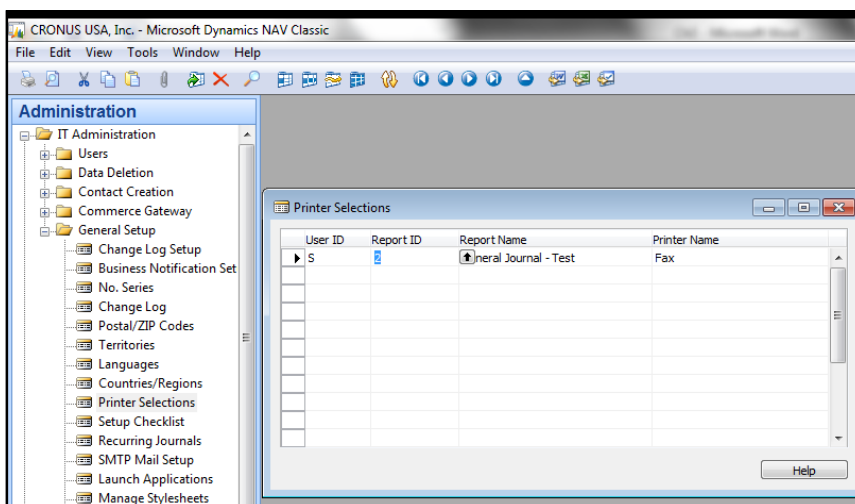 CRONUS USA, Inc. - Microsoft Dynamics NAV Classic
File Edit View Tools Window Help
Administration
IT Administration
Users
Data Deletion
Contact Creation
Commerce Gateway
General Setup
Change Log Setup
Business Notification Set
No. Series
Change Log
Postal/ZIP Codes
Territories
Languages
Countries/Regions
Printer Selections
Setup Checklist
Recurring Journals
SMTP Mail Setup
Launch Applications
Manage Stylesheets
Printer Selections
User ID Report ID Report Name Printer Name
S 2 neral Journal - Test Fax
Help